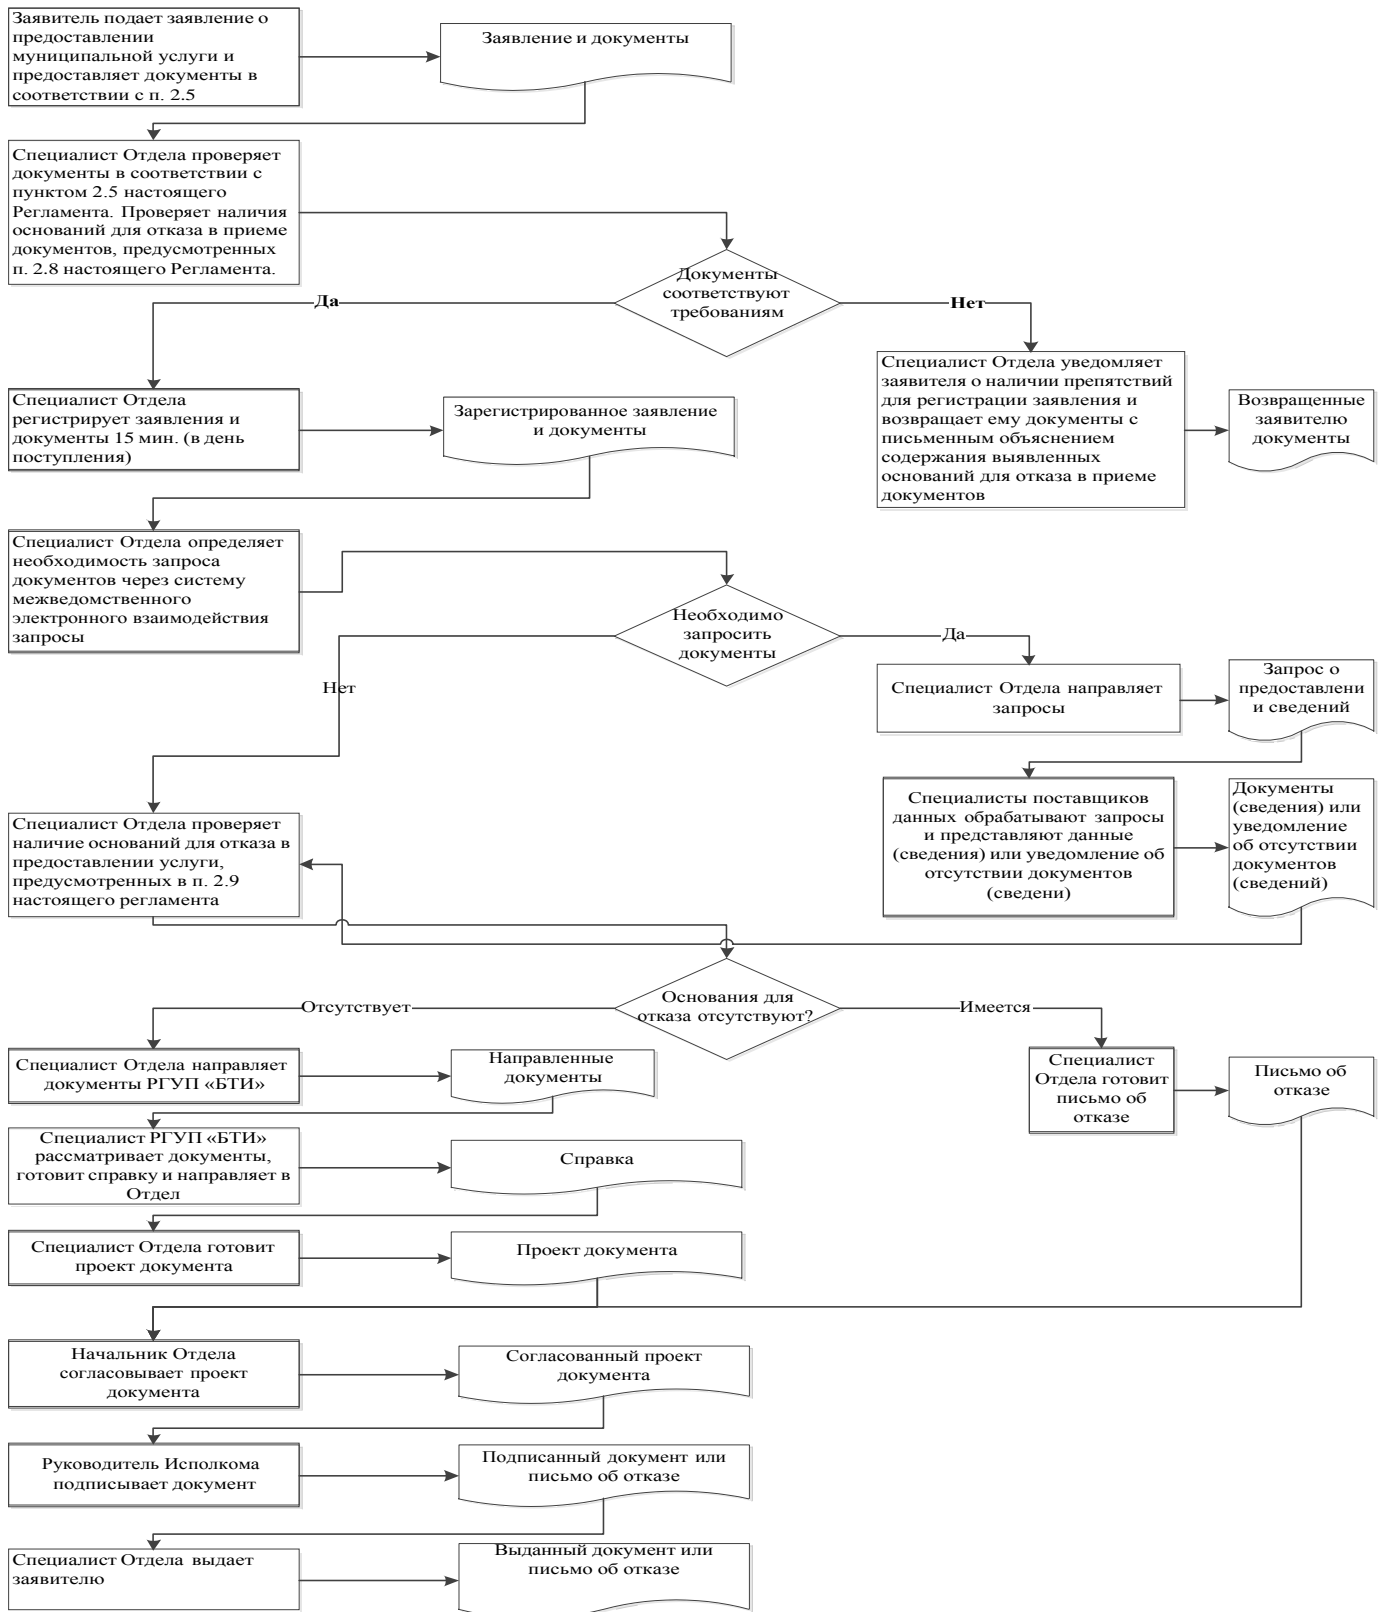 Заявитель подает заявление о
предоставлении
муниципальной услуги и
предоставляет документы в
соответствии с п. 2.5
Заявление и документы
Специалист Отдела проверяет
документы в соответствии с
пунктом 2.5 настоящего
Регламента. Проверяет наличия
оснований для отказа в приеме
документов, предусмотренных
п. 2.8 настоящего Регламента.
Документы
соответствуют
требованиям
Да
Нет
Специалист Отдела
регистрирует заявления и
документы 15 мин. (в день
поступления)
Зарегистрированное заявление
и документы
Специалист Отдела уведомляет
заявителя о наличии препятствий
для регистрации заявления и
возвращает ему документы с
письменным объяснением
содержания выявленных
оснований для отказа в приеме
документов
Возвращенные
заявителю
документы
Специалист Отдела определяет
необходимость запроса
документов через систему
межведомственного
электронного взаимодействия
запросы
Необходимо
запросить
документы
Да
Нет
Специалист Отдела направляет
запросы
Запрос о
предоставлени
и сведений
Специалисты поставщиков
данных обрабатывают запросы
и представляют данные
(сведения) или уведомление об
отсутствии документов
(сведени)
Документы
(сведения) или
уведомление
об отсутствии
документов
(сведений)
Специалист Отдела проверяет
наличие оснований для отказа в
предоставлении услуги,
предусмотренных в п. 2.9
настоящего регламента
Основания для
отказа отсутствуют?
Отсутствует
Имеется
Специалист Отдела направляет
документы РГУП «БТИ»
Направленные
документы
Специалист
Отдела готовит
письмо об
отказе
Письмо об
отказе
Специалист РГУП «БТИ»
рассматривает документы,
готовит справку и направляет в
Отдел
Справка
Специалист Отдела готовит
проект документа
Проект документа
Начальник Отдела
согласовывает проект
документа
Согласованный проект
документа
Руководитель Исполкома
подписывает документ
Подписанный документ или
письмо об отказе
Специалист Отдела выдает
заявителю
Выданный документ или
письмо об отказе